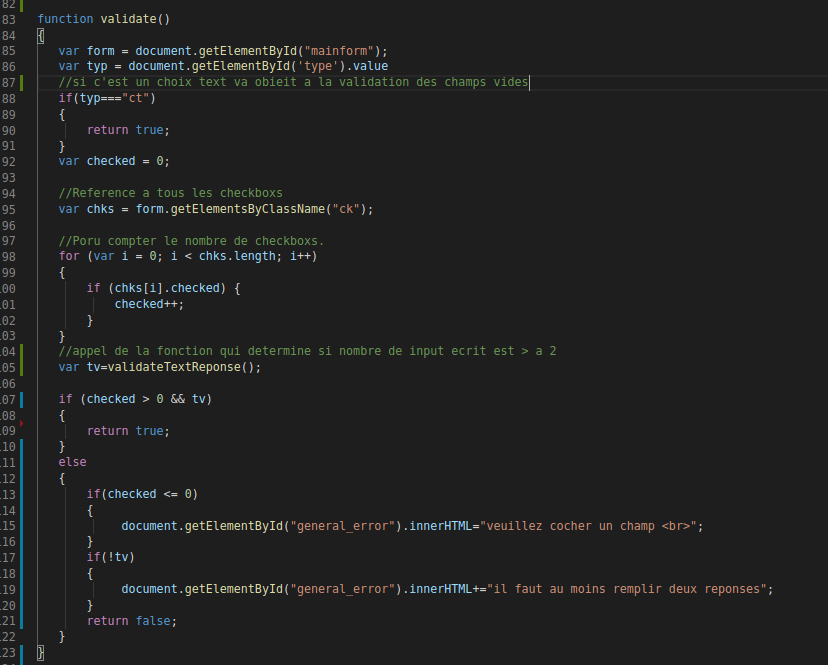 82
83 function validate()
84 {
85 var form = document.getElementById("mainform");
86 var typ = document.getElementById('type').value
87 //si c'est un choix text va obieit a la validation des champs vides
88 if(typ==="ct")
89 {
90 return true;
91 }
92 var checked = 0;
93
94 //Reference a tous les checkboxs
95 var chks = form.getElementsByClassName("ck");
96
97 //Poru compter le nombre de checkboxs.
98 for (var i = 0; i < chks.length; i++)
99 {
00 if (chks[i].checked) {
01 checked++;
02 }
03 }
04 //appel de la fonction qui determine si nombre de input ecrit est > a 2
05 var tv=validateTextReponse();
06
07 if (checked > 0 && tv)
08 {
09 return true;
10 }
11 else
12 {
13 if(checked <= 0)
14 {
15 document.getElementById("general_error").innerHTML="veuillez cocher un champ <br>";
16 }
17 if(!tv)
18 {
19 document.getElementById("general_error").innerHTML+="il faut au moins remplir deux reponses";
20 }
21 return false;
22 }
23 }